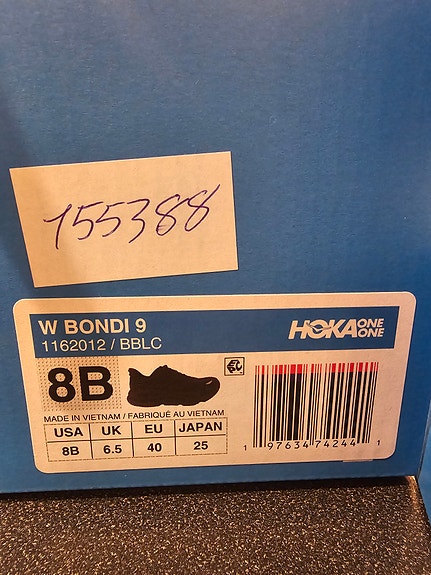 755388
W BONDI 9
1162012 / BBLC
HOKA ONE ONE
8B
MADE IN VIETNAM / FABRIQUÉ AU VIETNAM
USA UK EU JAPAN
8B 6.5 40 25
1 97634 74244 1